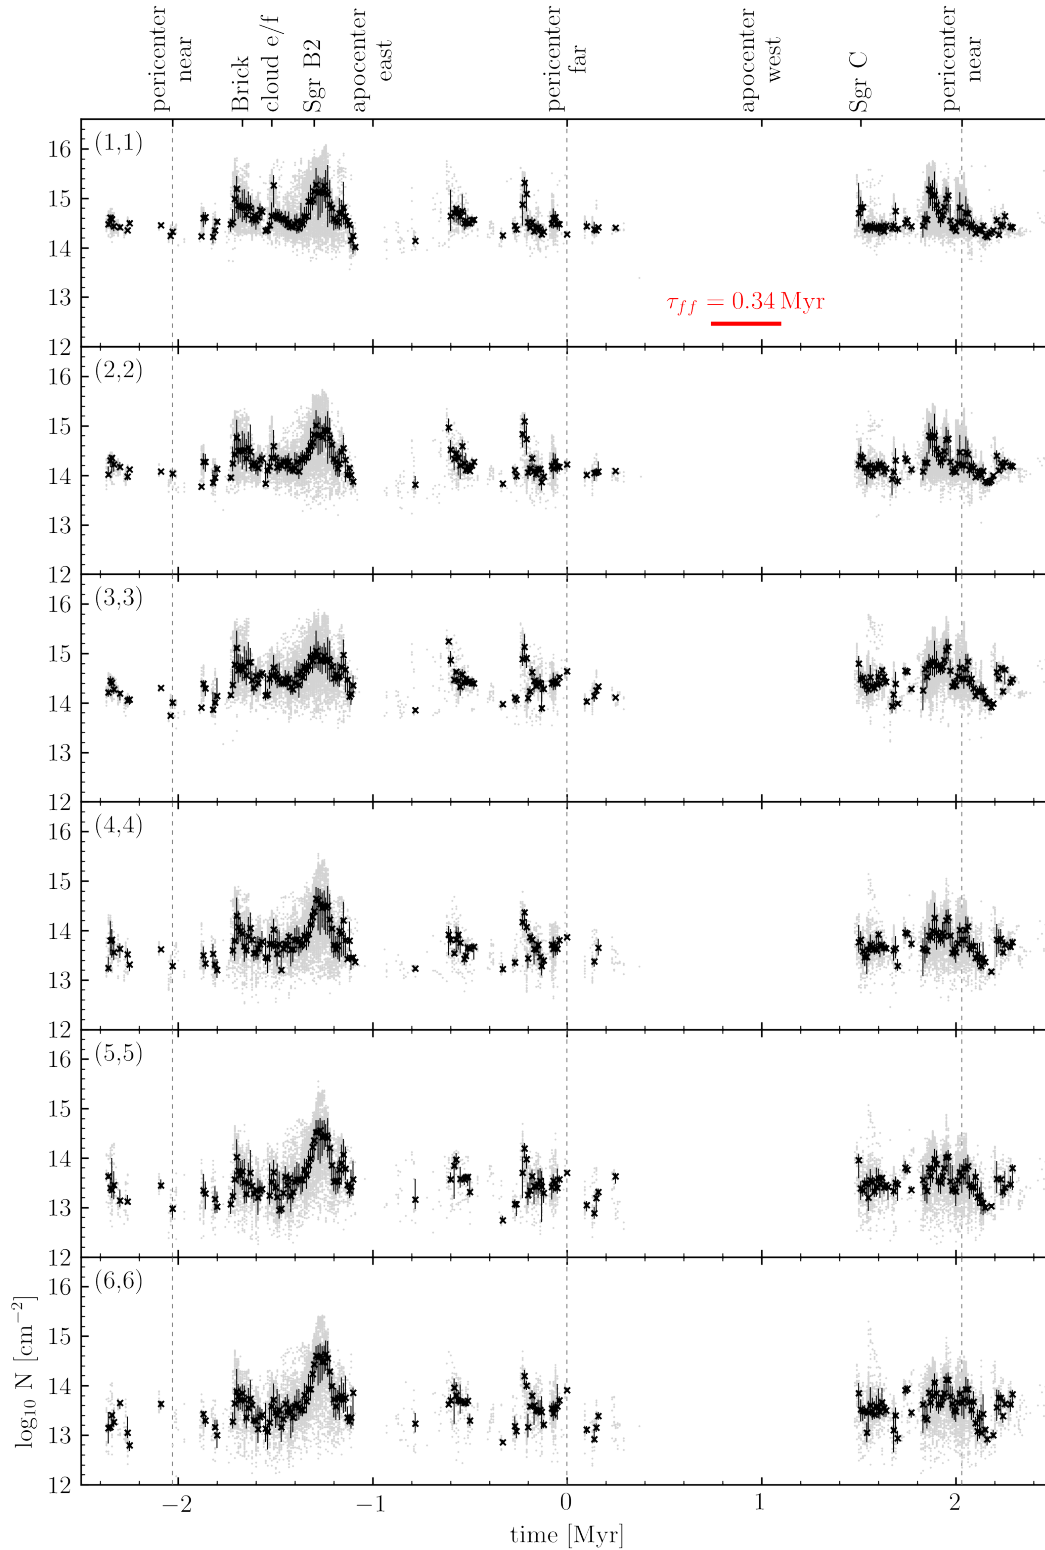 pericenter
near
Brick
cloud e/f
Sgr B2
apocenter
east
pericenter
far
apocenter
west
Sgr C
pericenter
near
(1,1)
16
15
14
13
12
τff = 0.34 Myr
(2,2)
16
15
14
13
12
(3,3)
16
15
14
13
12
(4,4)
16
15
14
13
12
(5,5)
16
15
14
13
12
(6,6)
16
15
14
13
12
log₁₀ N [cm⁻²]
−2 −1 0 1 2
time [Myr]